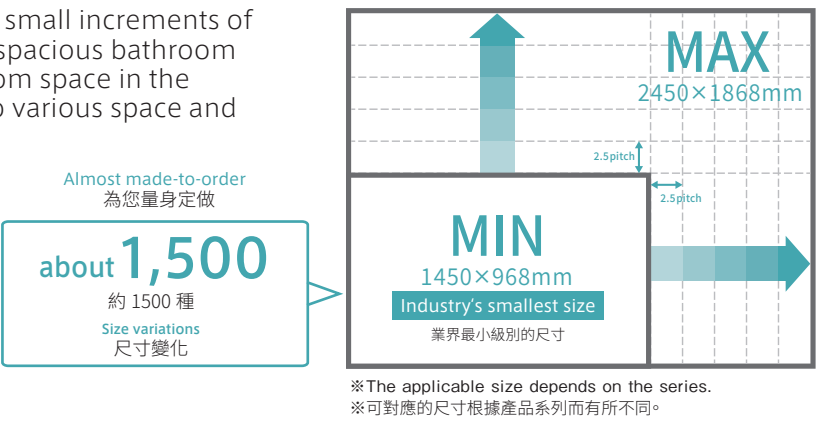 small increments of
spacious bathroom
om space in the
o various space and
Almost made-to-order
為您量身定做
about 1,500
約 1500 種
Size variations
尺寸變化
MAX
2450×1868mm
2.5pitch
2.5pitch
MIN
1450×968mm
Industry's smallest size
業界最小級別的尺寸
※The applicable size depends on the series.
※可對應的尺寸根據產品系列而有所不同。